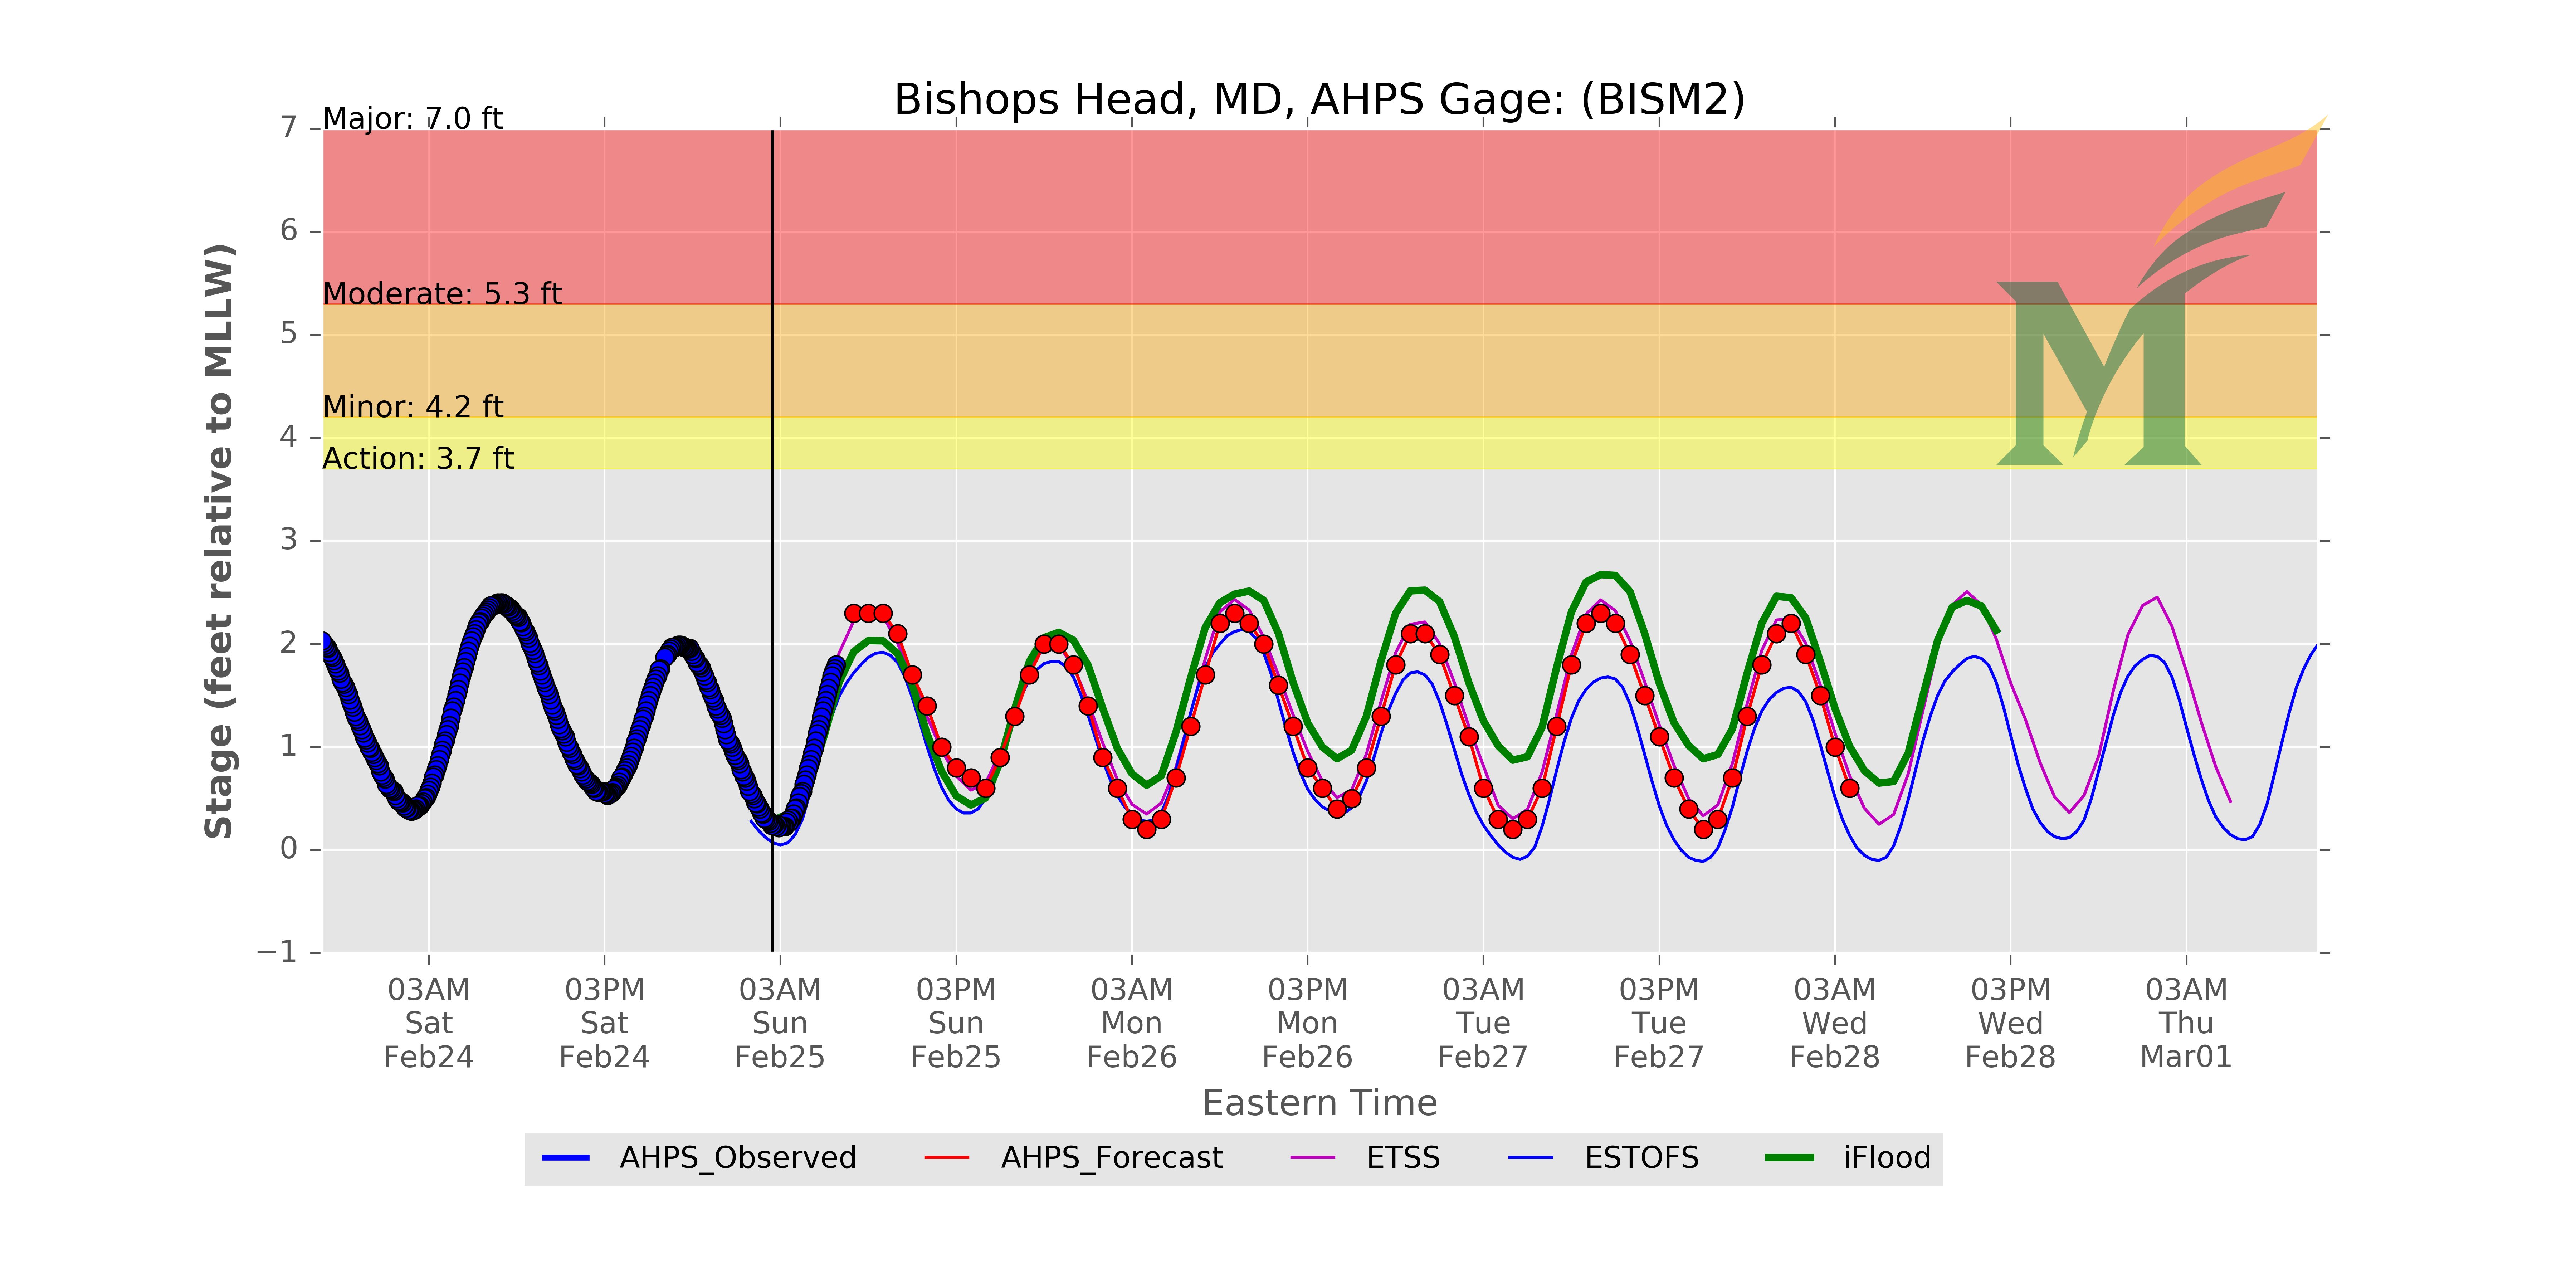 Bishops Head, MD, AHPS Gage: (BISM2)
Major: 7.0 ft
Moderate: 5.3 ft
Minor: 4.2 ft
Action: 3.7 ft
Stage (feet relative to MLLW)
7
6
5
4
3
2
1
0
−1
03AM 03PM 03AM 03PM 03AM 03PM 03AM 03PM 03AM 03PM 03AM
Sat Sat Sun Sun Mon Mon Tue Tue Wed Wed Thu
Feb24 Feb24 Feb25 Feb25 Feb26 Feb26 Feb27 Feb27 Feb28 Feb28 Mar01
Eastern Time
AHPS_Observed AHPS_Forecast ETSS ESTOFS iFlood
M